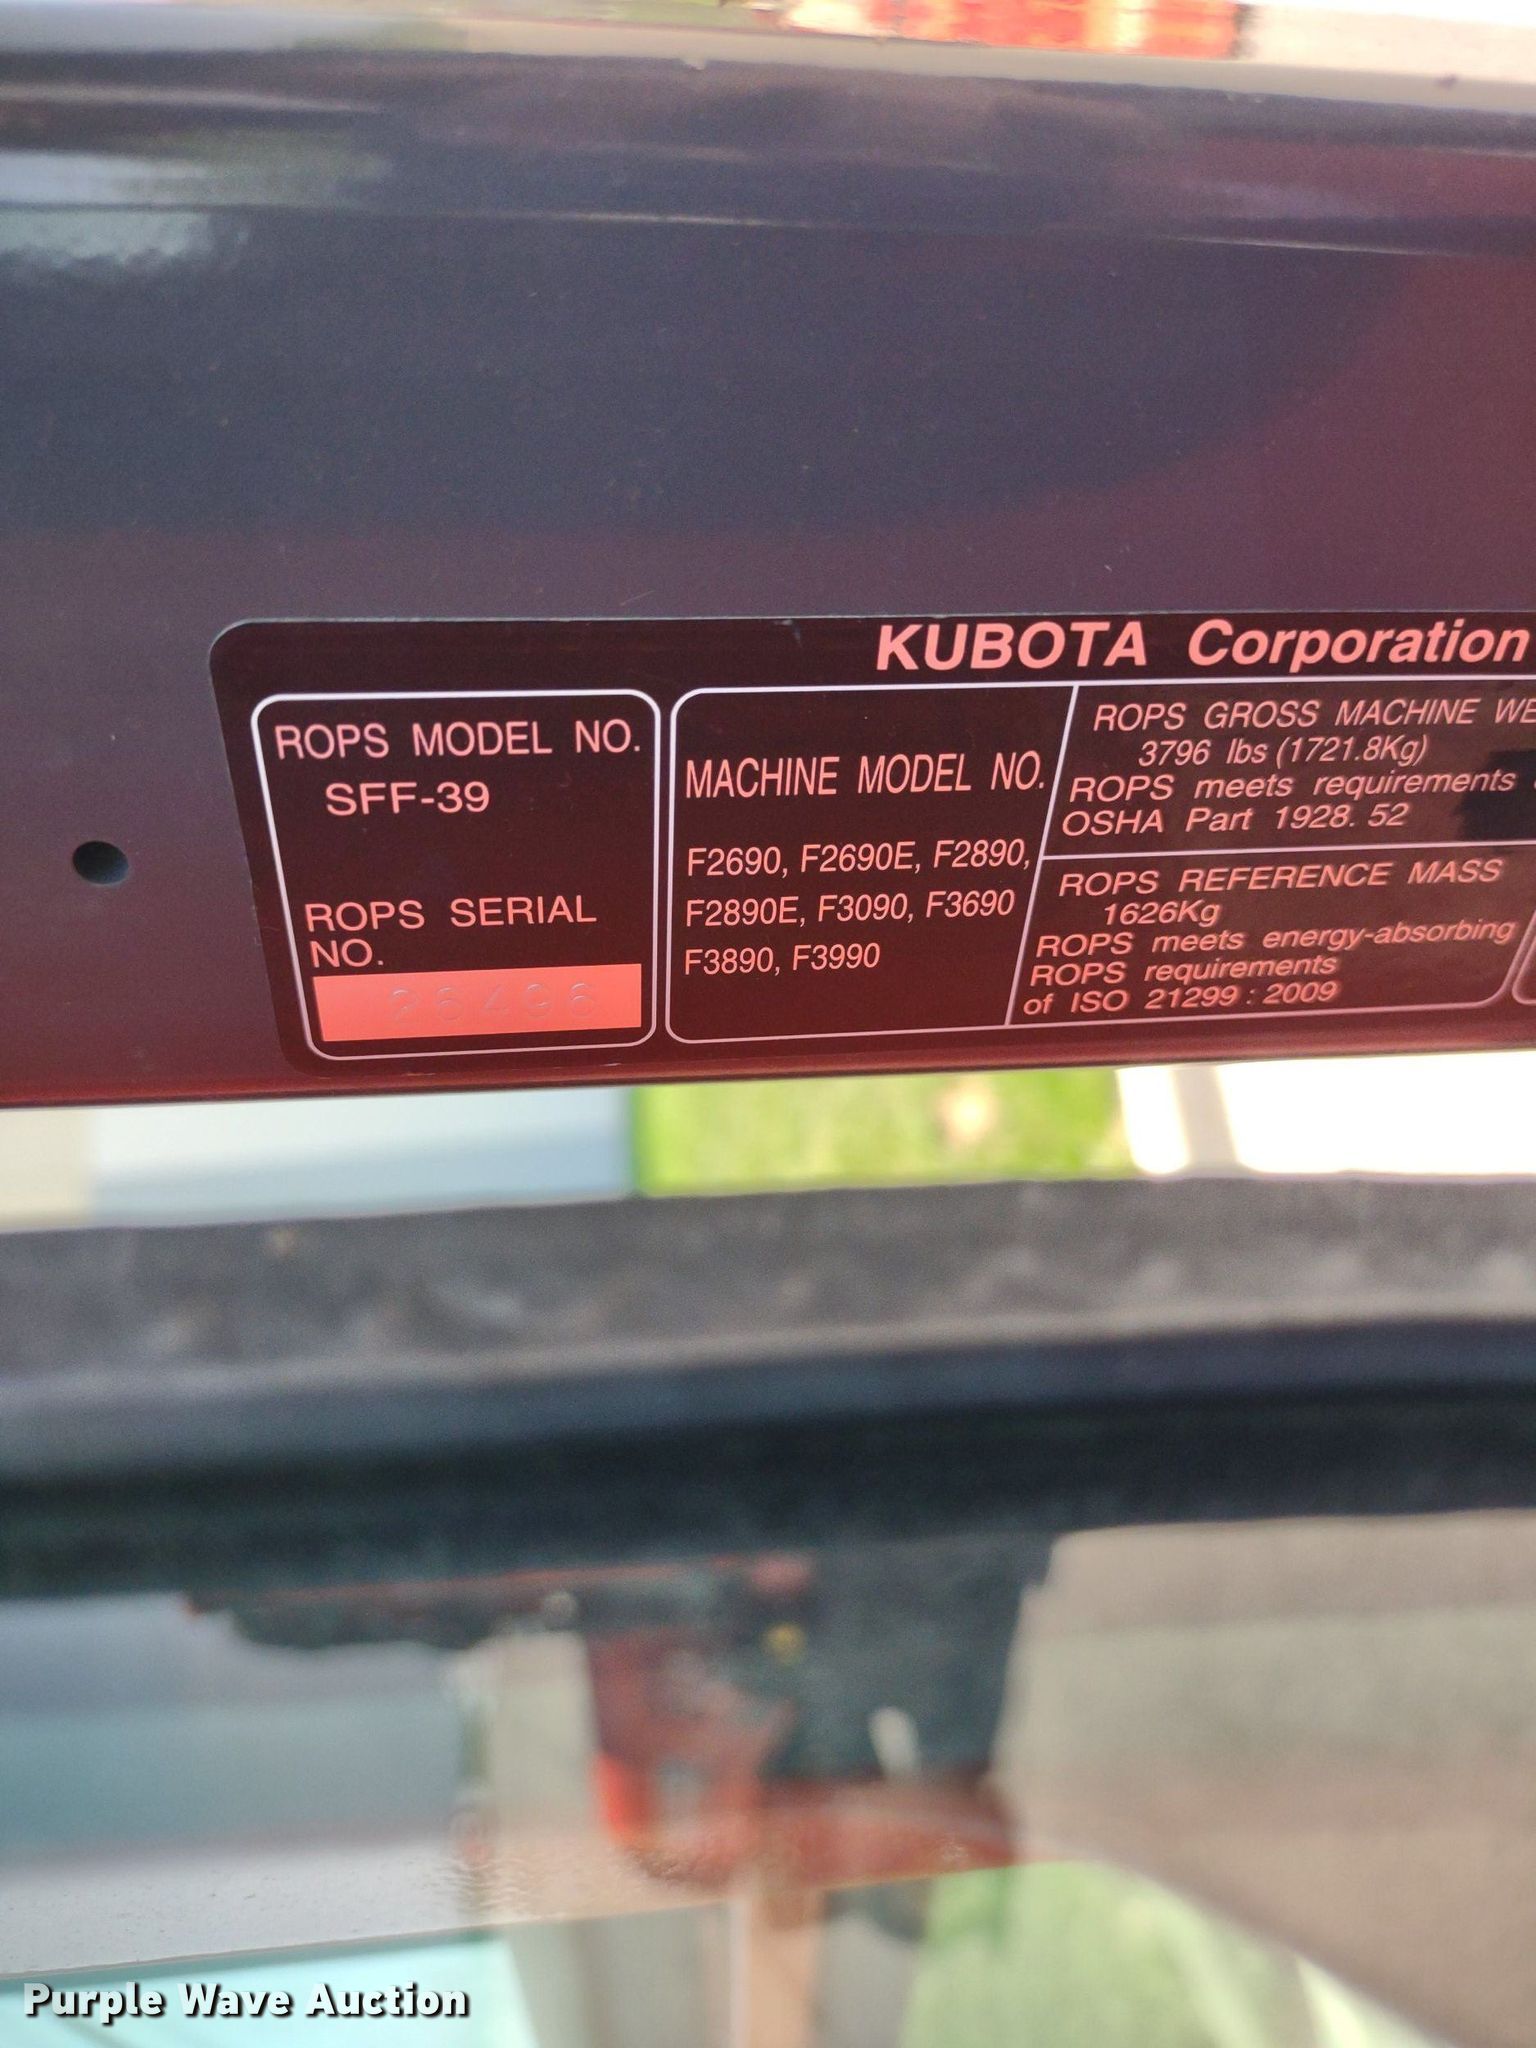 KUBOTA Corporation
ROPS MODEL NO.
SFF-39
ROPS SERIAL
NO.
26496
MACHINE MODEL NO.
F2690, F2690E, F2890,
F2890E, F3090, F3690
F3890, F3990
ROPS GROSS MACHINE WE
3796 lbs (1721.8Kg)
ROPS meets requirements
OSHA Part 1928. 52
ROPS REFERENCE MASS
1626Kg
ROPS meets energy-absorbing
ROPS requirements
of ISO 21299 : 2009
Purple Wave Auction